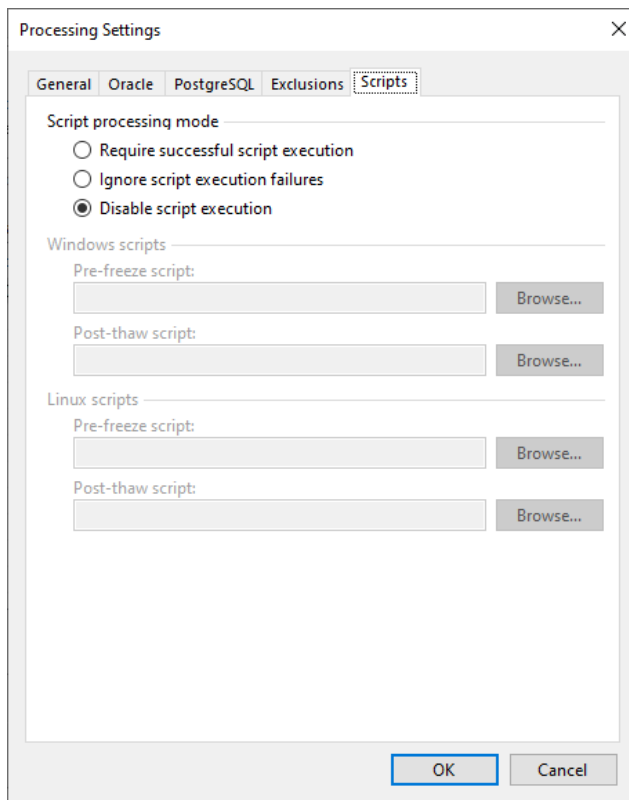 Processing Settings
General Oracle PostgreSQL Exclusions Scripts
Script processing mode
Require successful script execution
Ignore script execution failures
Disable script execution
Windows scripts
Pre-freeze script:
Browse...
Post-thaw script:
Browse...
Linux scripts
Pre-freeze script:
Browse...
Post-thaw script:
Browse...
OK Cancel